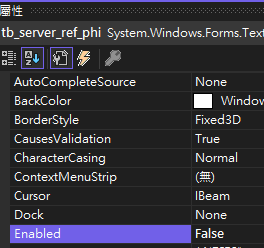 屬性
tb_server_ref_phi System.Windows.Forms.Text
AutoCompleteSource None
BackColor Window
BorderStyle Fixed3D
CausesValidation True
CharacterCasing Normal
ContextMenuStrip (無)
Cursor IBeam
Dock None
Enabled False